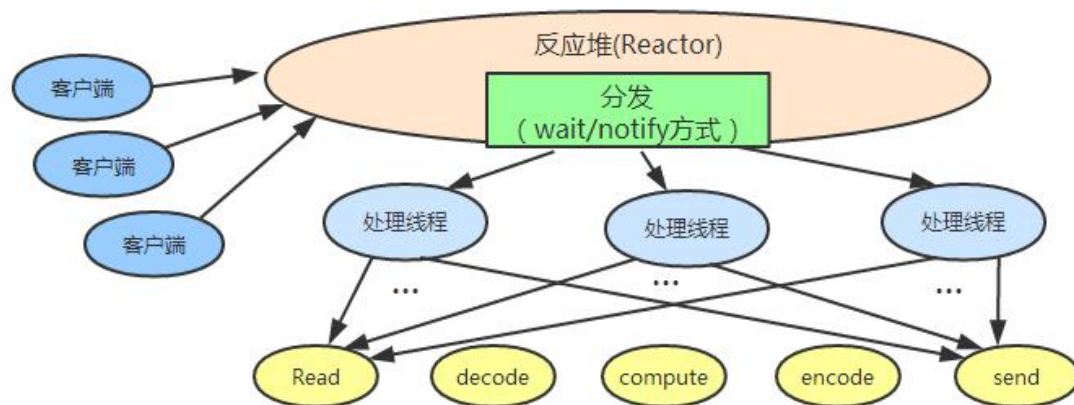 反应堆(Reactor)
分发
（wait/notify方式）
客户端
客户端
客户端
处理线程
处理线程
处理线程
...
...
...
Read
decode
compute
encode
send